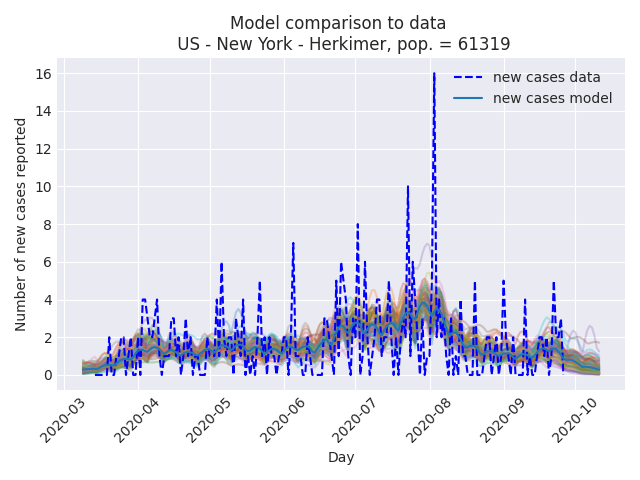 Model comparison to data
US - New York - Herkimer, pop. = 61319
new cases data
new cases model
Number of new cases reported
16
14
12
10
8
6
4
2
0
2020-03
2020-04
2020-05
2020-06
2020-07
2020-08
2020-09
2020-10
Day